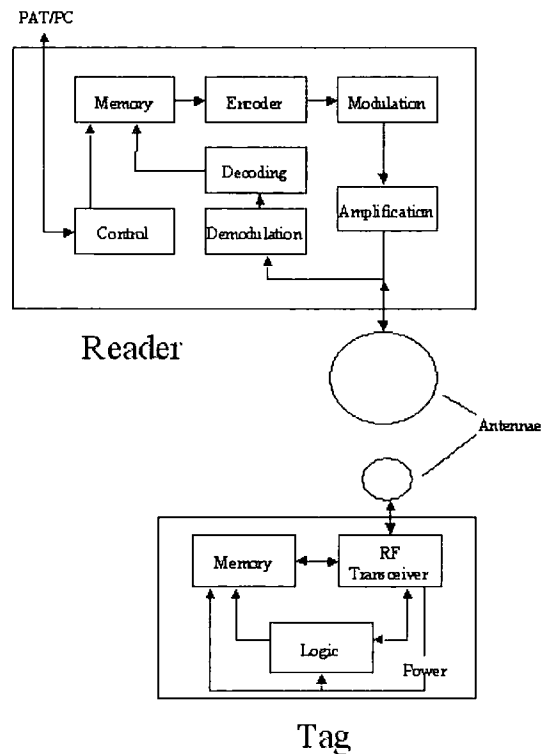 PAT/PC
Memory
Encoder
Modulation
Decoding
Amplification
Control
Demodulation
Reader
Antennae
Memory
RF
Transceiver
Logic
Power
Tag